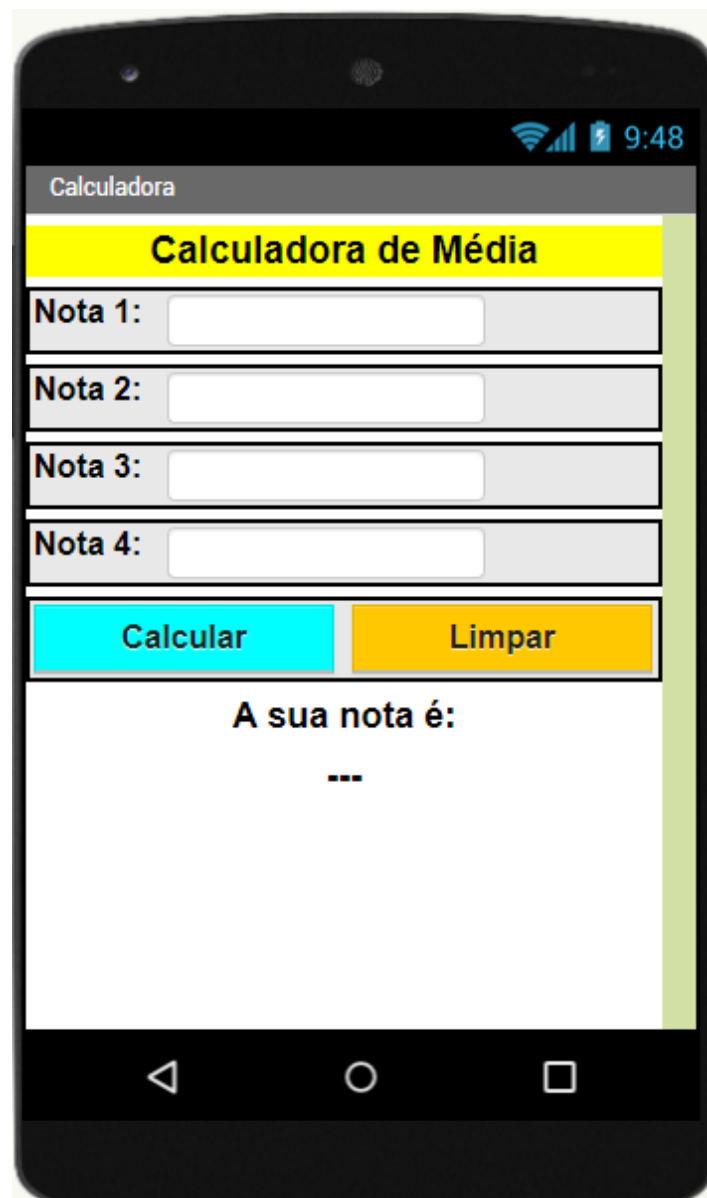 9:48
Calculadora
Calculadora de Média
Nota 1:
Nota 2:
Nota 3:
Nota 4:
Calcular Limpar
A sua nota é:
---